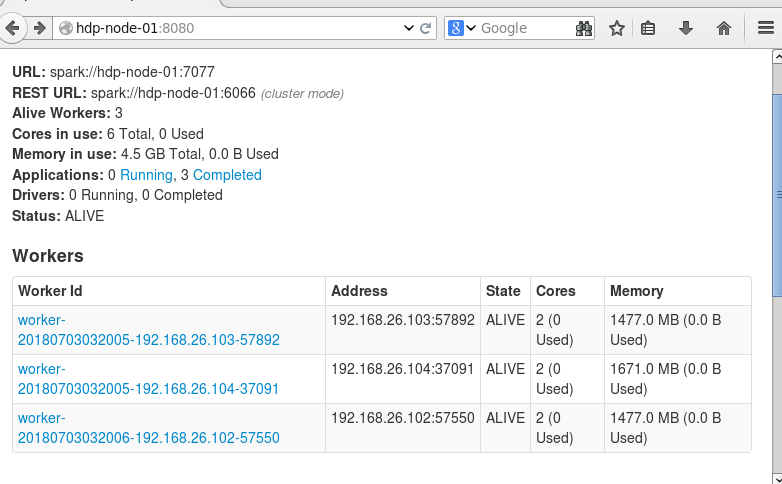 hdp-node-01:8080
8 Google
URL: spark://hdp-node-01:7077
REST URL: spark://hdp-node-01:6066 (cluster mode)
Alive Workers: 3
Cores in use: 6 Total, 0 Used
Memory in use: 4.5 GB Total, 0.0 B Used
Applications: 0 Running, 3 Completed
Drivers: 0 Running, 0 Completed
Status: ALIVE
Workers
Worker Id Address State Cores Memory
worker- 192.168.26.103:57892 ALIVE 2 (0 1477.0 MB (0.0 B
20180703032005-192.168.26.103-57892 Used) Used)
worker- 192.168.26.104:37091 ALIVE 2 (0 1671.0 MB (0.0 B
20180703032005-192.168.26.104-37091 Used) Used)
worker- 192.168.26.102:57550 ALIVE 2 (0 1477.0 MB (0.0 B
20180703032006-192.168.26.102-57550 Used) Used)